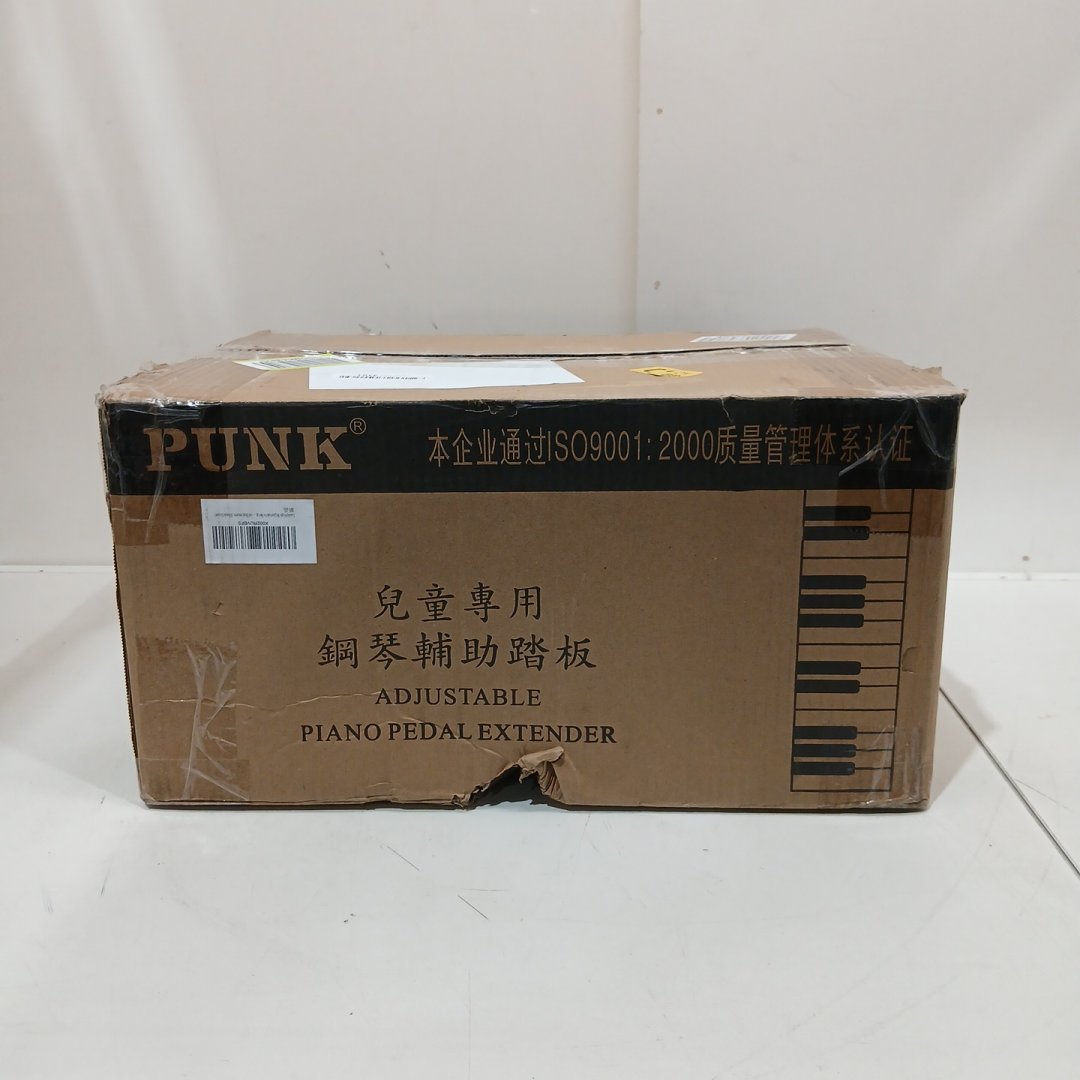 PUNK®
本企业通过ISO9001:2000质量管理体系认证
兒童專用
鋼琴輔助踏板
ADJUSTABLE
PIANO PEDAL EXTENDER